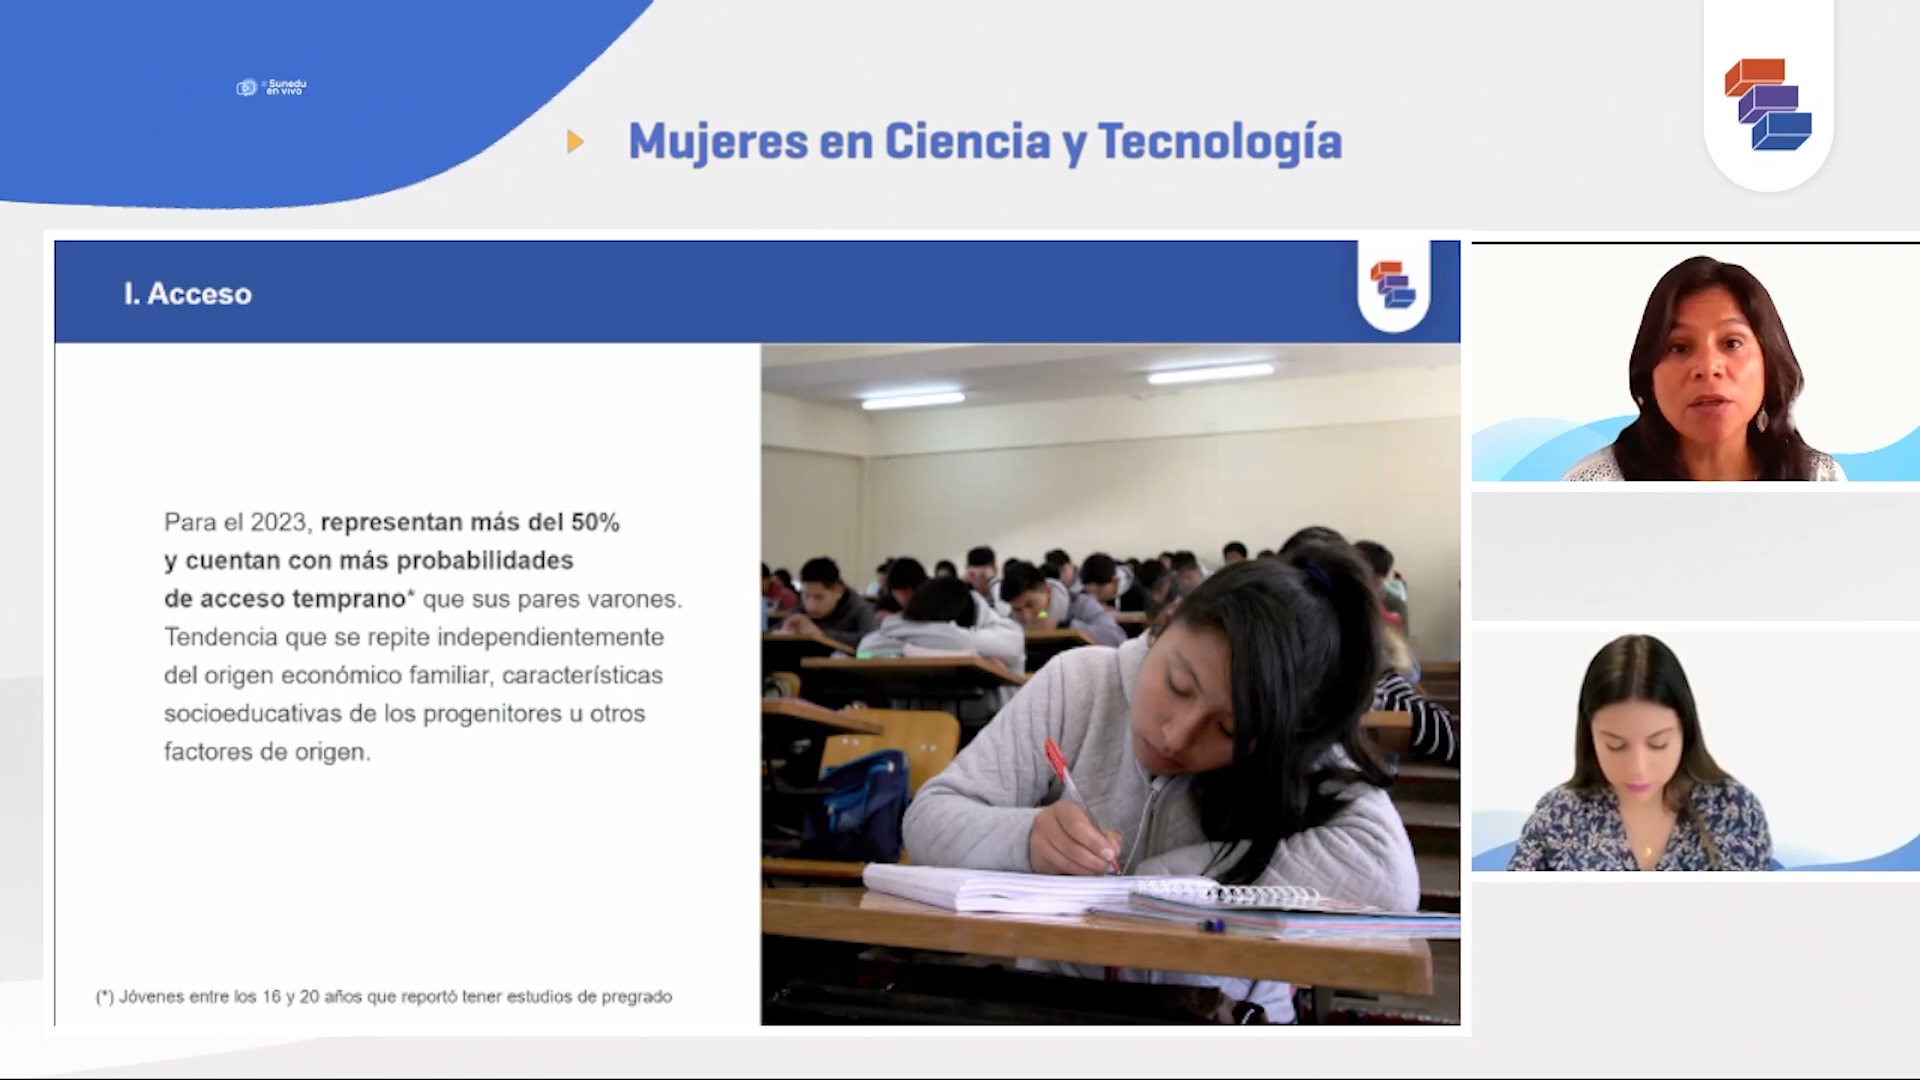 #Sunedu
en vivo
Mujeres en Ciencia y Tecnología
I. Acceso
Para el 2023, representan más del 50%
y cuentan con más probabilidades
de acceso temprano* que sus pares varones.
Tendencia que se repite independientemente
del origen económico familiar, características
socioeducativas de los progenitores u otros
factores de origen.
(*) Jóvenes entre los 16 y 20 años que reportó tener estudios de pregrado